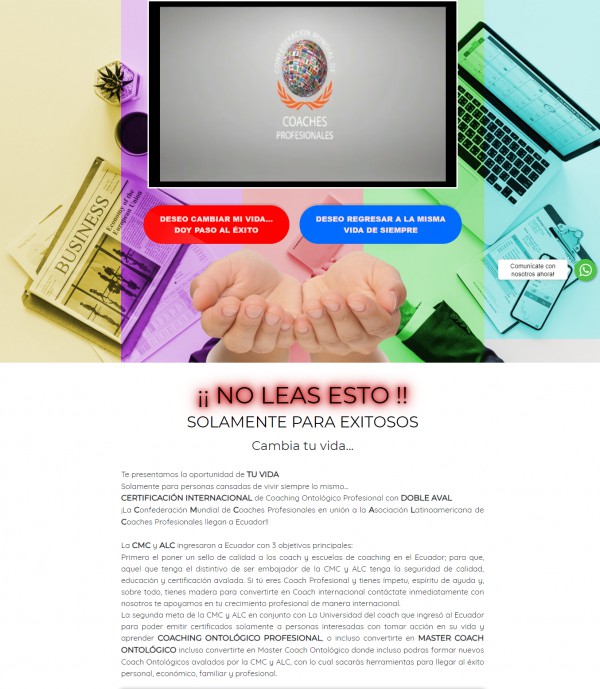 CONFEDERACIÓN MUNDIAL DE
COACHES
PROFESIONALES
DESEO CAMBIAR MI VIDA...
DOY PASO AL ÉXITO
DESEO REGRESAR A LA MISMA
VIDA DE SIEMPRE
BUSINESS
Economy of the
European Union
Comunícate con
nosotros ahora!
¡¡ NO LEAS ESTO !!
SOLAMENTE PARA EXITOSOS
Cambia tu vida...
Te presentamos la oportunidad de TU VIDA
Solamente para personas cansadas de vivir siempre lo mismo...
CERTIFICACIÓN INTERNACIONAL de Coaching Ontológico Profesional con DOBLE AVAL
¡La Confederación Mundial de Coaches Profesionales en unión a la Asociación Latinoamericana de
Coaches Profesionales llegan a Ecuador!!
La CMC y ALC ingresaron a Ecuador con 3 objetivos principales:
Primero el poner un sello de calidad a los coach y escuelas de coaching en el Ecuador; para que,
aquel que tenga el distintivo de ser embajador de la CMC y ALC tenga la seguridad de calidad,
educación y certificación avalada. Si tú eres Coach Profesional y tienes ímpetu, espíritu de ayuda y,
sobre todo, tienes madera para convertirte en Coach internacional contáctate inmediatamente con
nosotros te apoyamos en tu crecimiento profesional de manera internacional.
La segunda meta de la CMC y ALC en conjunto con La Universidad del coach que ingresó al Ecuador
para poder emitir certificados solamente a personas interesadas con tomar acción en su vida y
aprender COACHING ONTOLÓGICO PROFESIONAL, o incluso convertirte en MASTER COACH
ONTOLÓGICO incluso convertirte en Master Coach Ontológico donde incluso podras formar nuevos
Coach Ontológicos avalados por la CMC y ALC, con lo cual sacarás herramientas para llegar al éxito
personal, económico, familiar y profesional.